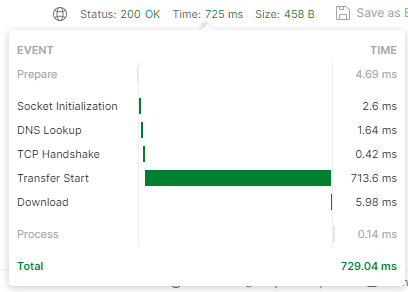 Status: 200 OK Time: 725 ms Size: 458 B Save as
EVENT TIME
Prepare 4.69 ms
Socket Initialization 2.6 ms
DNS Lookup 1.64 ms
TCP Handshake 0.42 ms
Transfer Start 713.6 ms
Download 5.98 ms
Process 0.14 ms
Total 729.04 ms